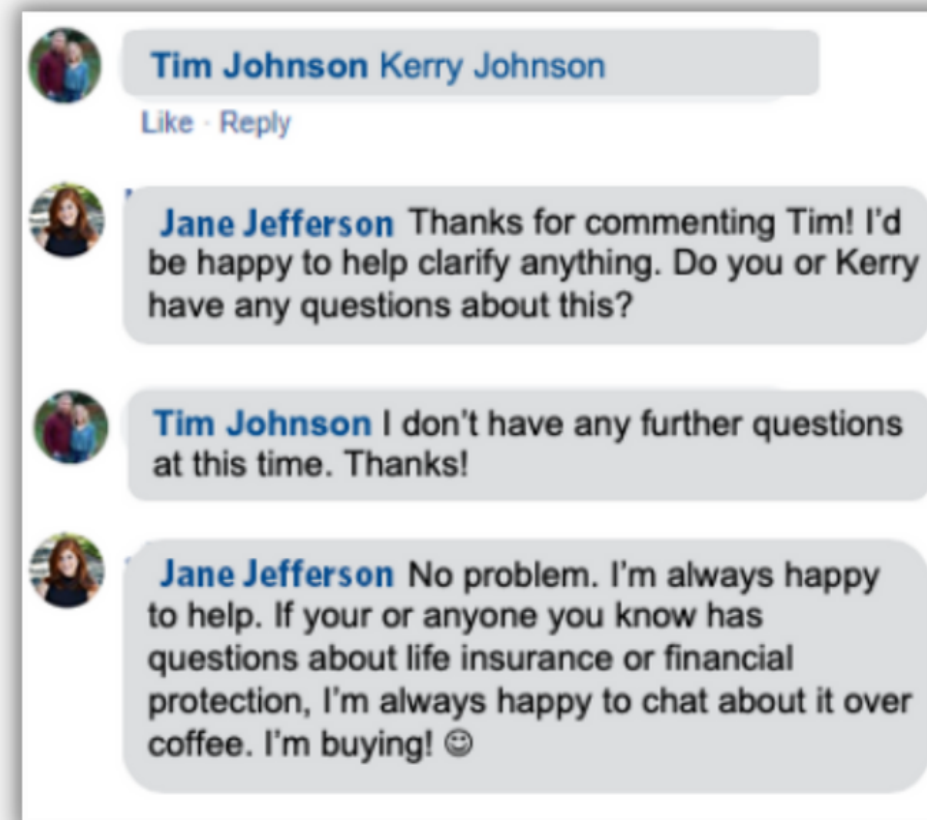 Tim Johnson Kerry Johnson
Like · Reply
Jane Jefferson Thanks for commenting Tim! I'd
be happy to help clarify anything. Do you or Kerry
have any questions about this?
Tim Johnson I don't have any further questions
at this time. Thanks!
Jane Jefferson No problem. I'm always happy
to help. If your or anyone you know has
questions about life insurance or financial
protection, I'm always happy to chat about it over
coffee. I'm buying! ☺